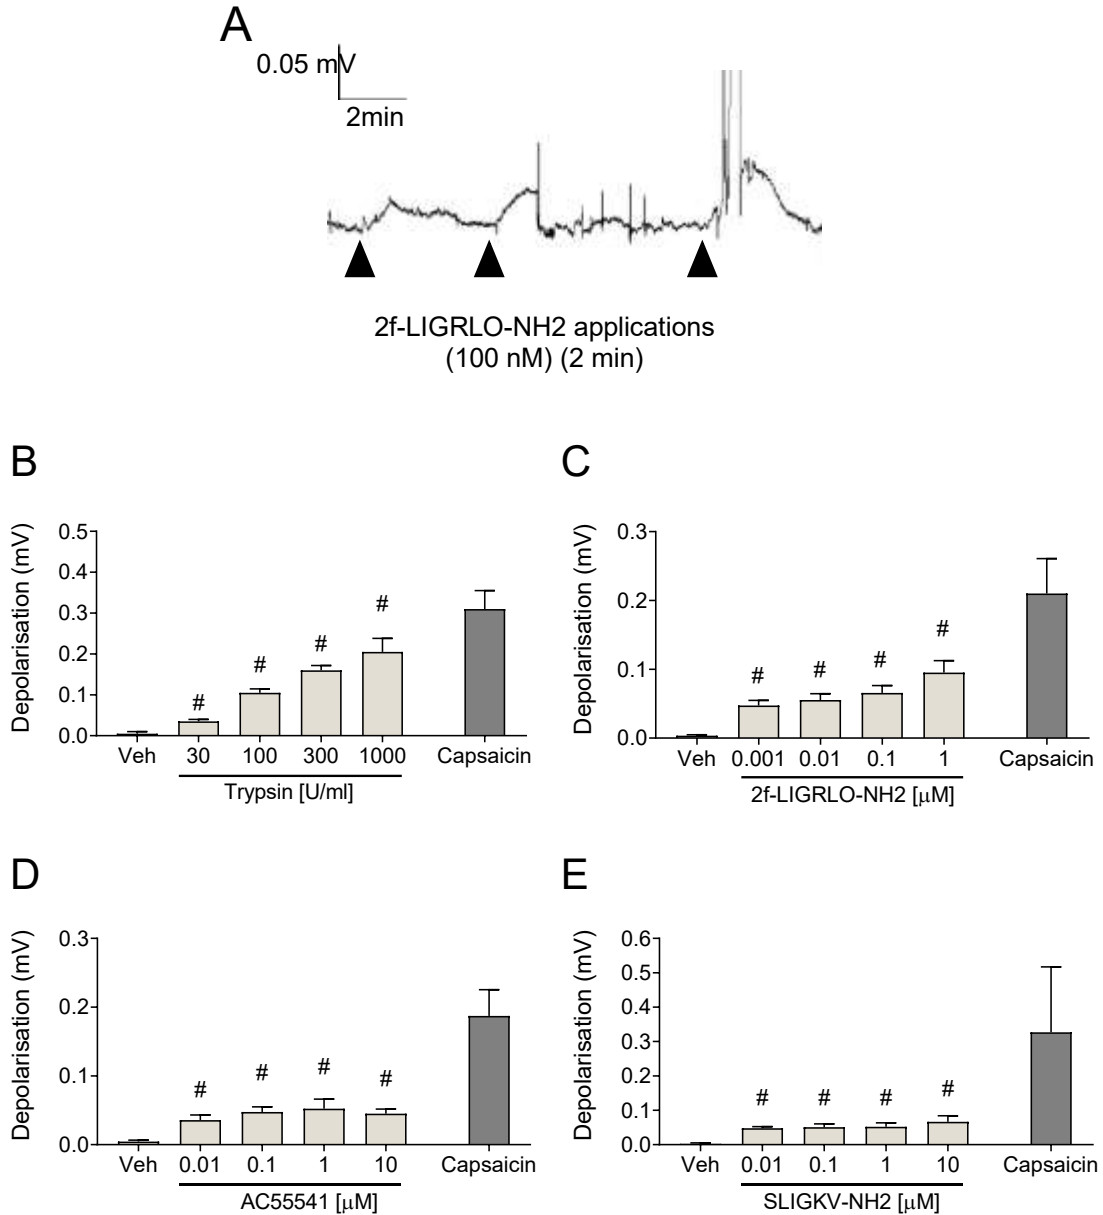 A
0.05 mV
2min
2f-LIGRLO-NH2 applications
(100 nM) (2 min)
B
Depolarisation (mV)
0.5
0.4
0.3
0.2
0.1
0.0
# # # #
Veh 30 100 300 1000 Capsaicin
Trypsin [U/ml]
C
Depolarisation (mV)
0.3
0.2
0.1
0.0
# # # #
Veh 0.001 0.01 0.1 1 Capsaicin
2f-LIGRLO-NH2 [μM]
D
Depolarisation (mV)
0.3
0.2
0.1
0.0
# # # #
Veh 0.01 0.1 1 10 Capsaicin
AC55541 [μM]
E
Depolarisation (mV)
0.6
0.5
0.4
0.3
0.2
0.1
0.0
# # # #
Veh 0.01 0.1 1 10 Capsaicin
SLIGKV-NH2 [μM]